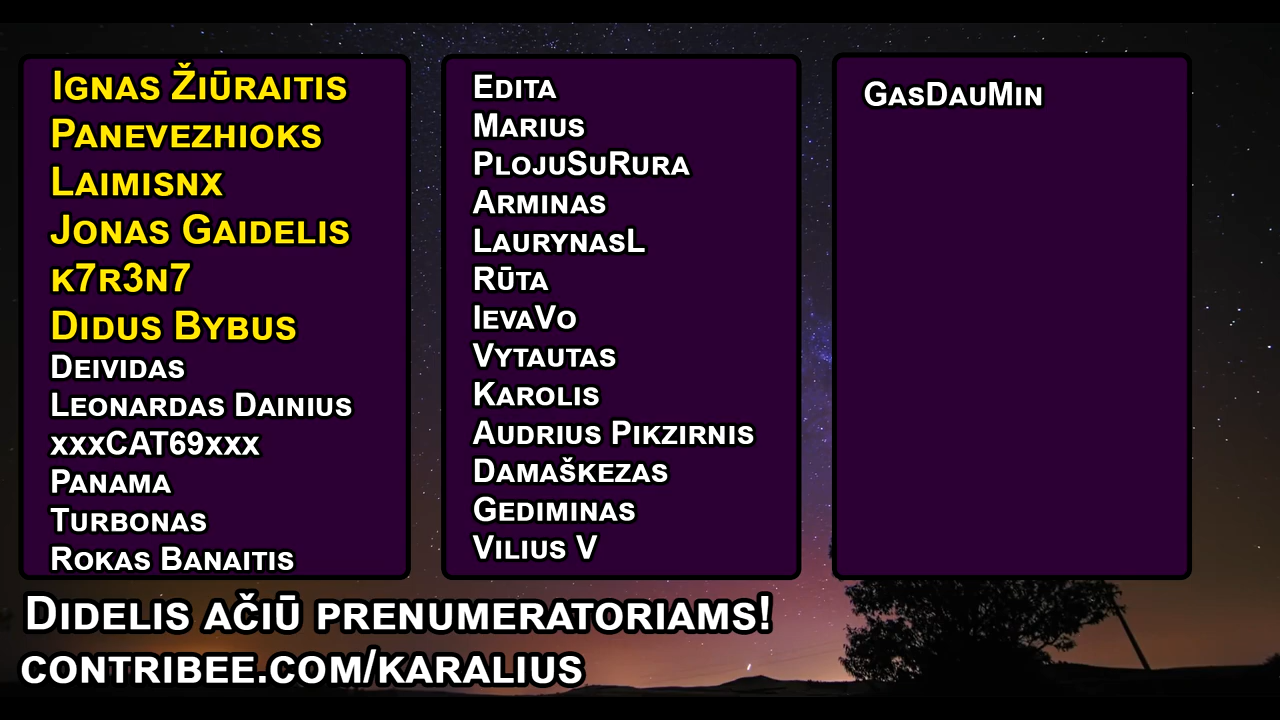 Ignas Žiūraitis
Panevezhioks
Laimisnx
Jonas Gaidelis
k7r3n7
Didus Bybus
Deividas
Leonardas Dainius
xxxCAT69xxx
Panama
Turbonas
Rokas Banaitis
Edita
Marius
PlojuSuRura
Arminas
LaurynasL
Rūta
IevaVo
Vytautas
Karolis
Audrius Pikzirnis
Damaškezas
Gediminas
Vilius V
GasDauMin
Didelis ačiū prenumeratoriams!
contribee.com/karalius